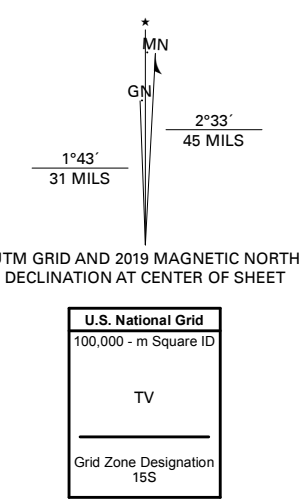 ★
MN
GN
2°33´
45 MILS
1°43´
31 MILS
UTM GRID AND 2019 MAGNETIC NORTH
DECLINATION AT CENTER OF SHEET
U.S. National Grid
100,000 - m Square ID
TV
Grid Zone Designation
15S